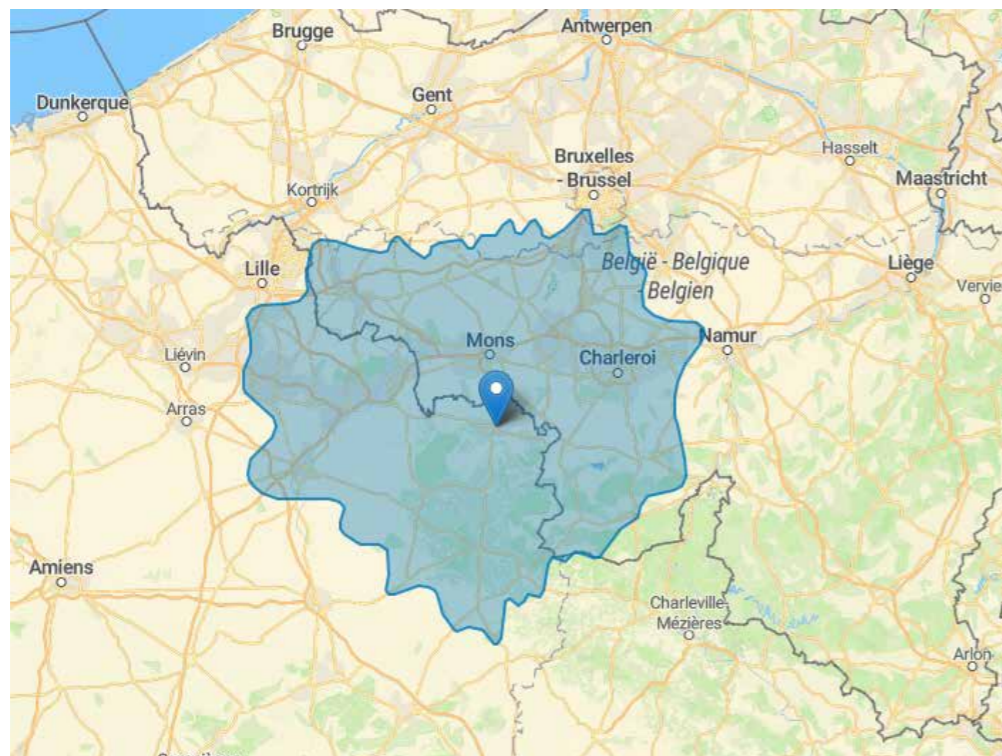 Brugge
Antwerpen
Dunkerque
Gent
Hasselt
Bruxelles
- Brussel
Maastricht
Kortrijk
Lille
België - Belgique
Belgien
Liège
Vervie
Mons
Namur
Liévin
Charleroi
Arras
Amiens
Charleville-
Mézières
Arlon